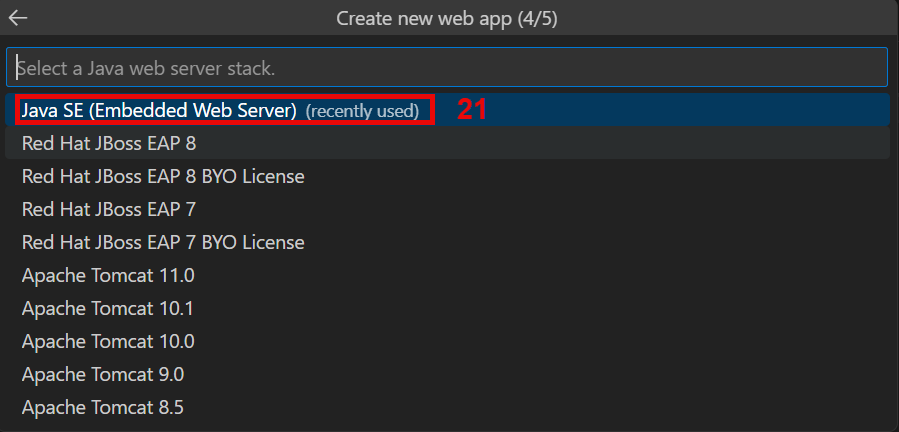 Create new web app (4/5)
Select a Java web server stack.
Java SE (Embedded Web Server) (recently used) 21
Red Hat JBoss EAP 8
Red Hat JBoss EAP 8 BYO License
Red Hat JBoss EAP 7
Red Hat JBoss EAP 7 BYO License
Apache Tomcat 11.0
Apache Tomcat 10.1
Apache Tomcat 10.0
Apache Tomcat 9.0
Apache Tomcat 8.5